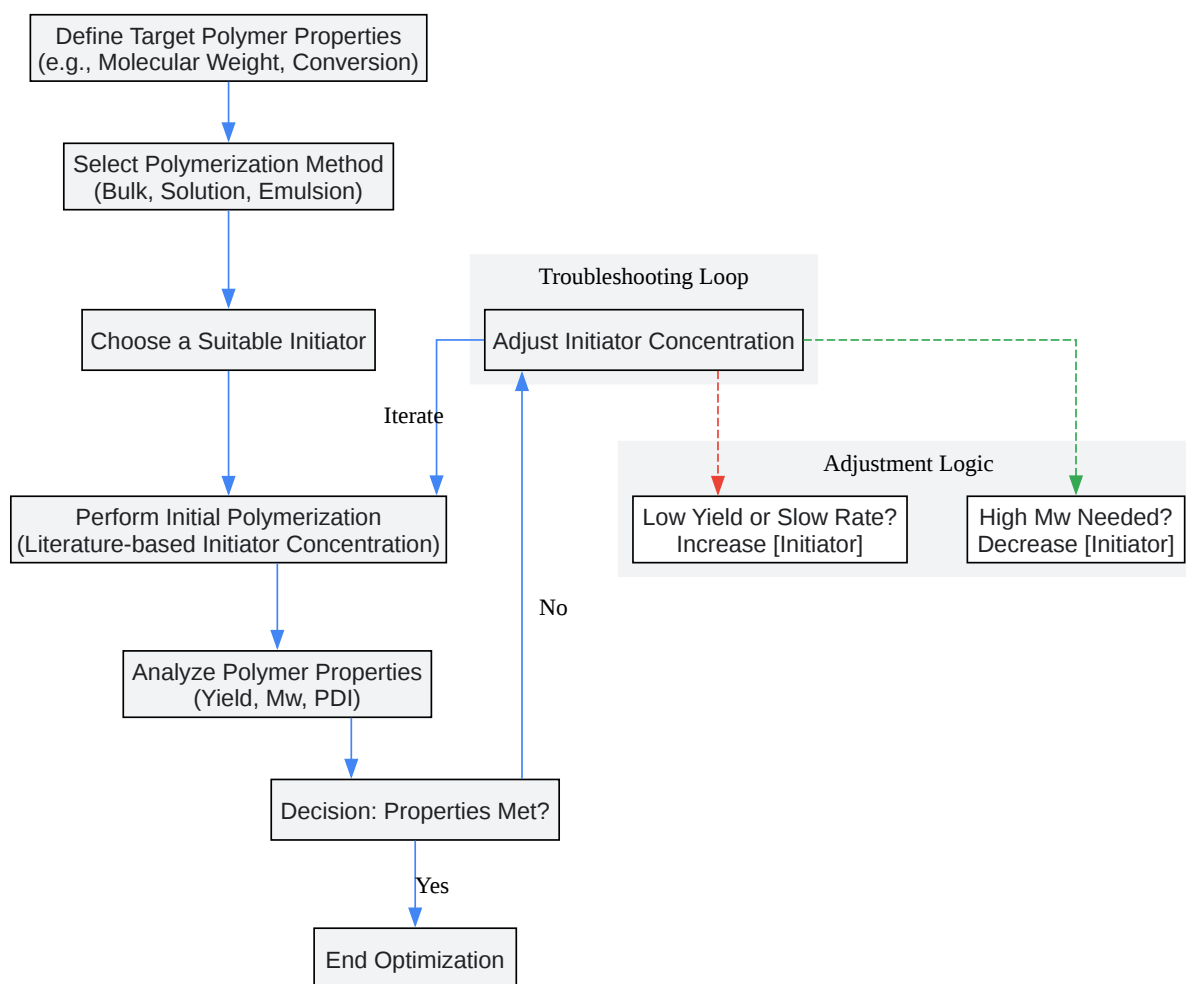 Define Target Polymer Properties
(e.g., Molecular Weight, Conversion)
Select Polymerization Method
(Bulk, Solution, Emulsion)
Troubleshooting Loop
Choose a Suitable Initiator
Adjust Initiator Concentration
Iterate
Adjustment Logic
Perform Initial Polymerization
(Literature-based Initiator Concentration)
Low Yield or Slow Rate?
Increase [Initiator]
High Mw Needed?
Decrease [Initiator]
No
Analyze Polymer Properties
(Yield, Mw, PDI)
Decision: Properties Met?
Yes
End Optimization